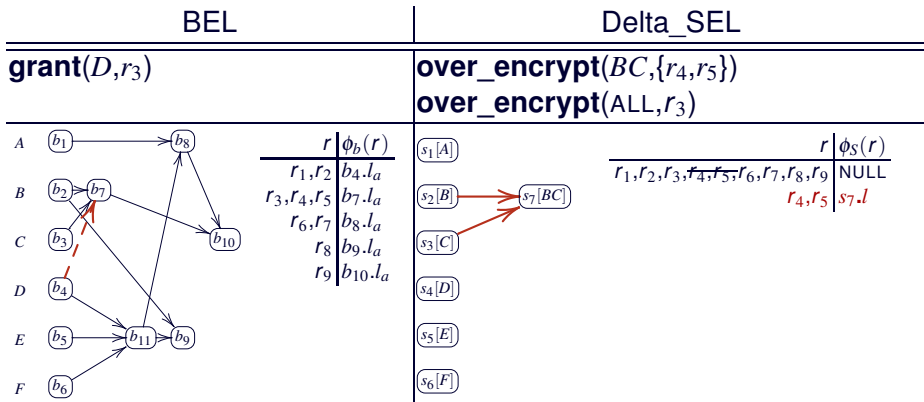 BEL Delta_SEL
grant(D,r₃) over_encrypt(BC,{r₄,r₅})
over_encrypt(ALL,r₃)
A b₁ b₈
B b₂ b₇
C b₃ b₁₀
D b₄
E b₅ b₁₁ b₉
F b₆
r ϕ_b(r)
r₁,r₂ b₄.lₐ
r₃,r₄,r₅ b₇.lₐ
r₆,r₇ b₈.lₐ
r₈ b₉.lₐ
r₉ b₁₀.lₐ
s₁[A]
s₂[B] s₇[BC]
s₃[C]
s₄[D]
s₅[E]
s₆[F]
r ϕ_S(r)
r₁,r₂,r₃,r₄,r₅,r₆,r₇,r₈,r₉ NULL
r₄,r₅ s₇.l